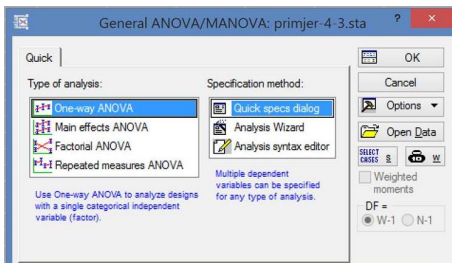 General ANOVA/MANOVA: primjer-4-3.sta
?
×
Quick
Type of analysis:
One-way ANOVA
Main effects ANOVA
Factorial ANOVA
Repeated measures ANOVA
Use One-way ANOVA to analyze designs
with a single categorical independent
variable (factor).
Specification method:
Quick specs dialog
Analysis Wizard
Analysis syntax editor
Multiple dependent
variables can be specified
for any type of analysis.
OK
Cancel
Options
Open Data
SELECT
CASES
S
W
Weighted
moments
DF =
W-1
N-1